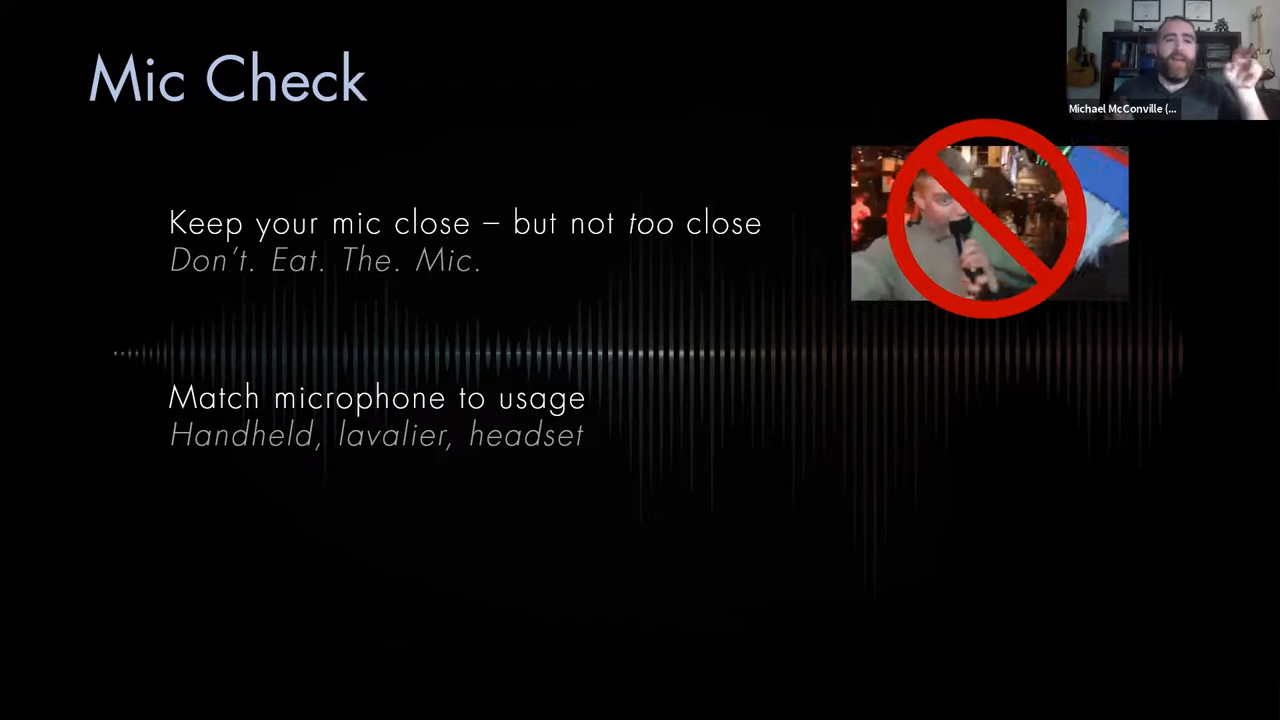 Mic Check
Michael McConville (...
Keep your mic close – but not too close
Don't. Eat. The. Mic.
Match microphone to usage
Handheld, lavalier, headset